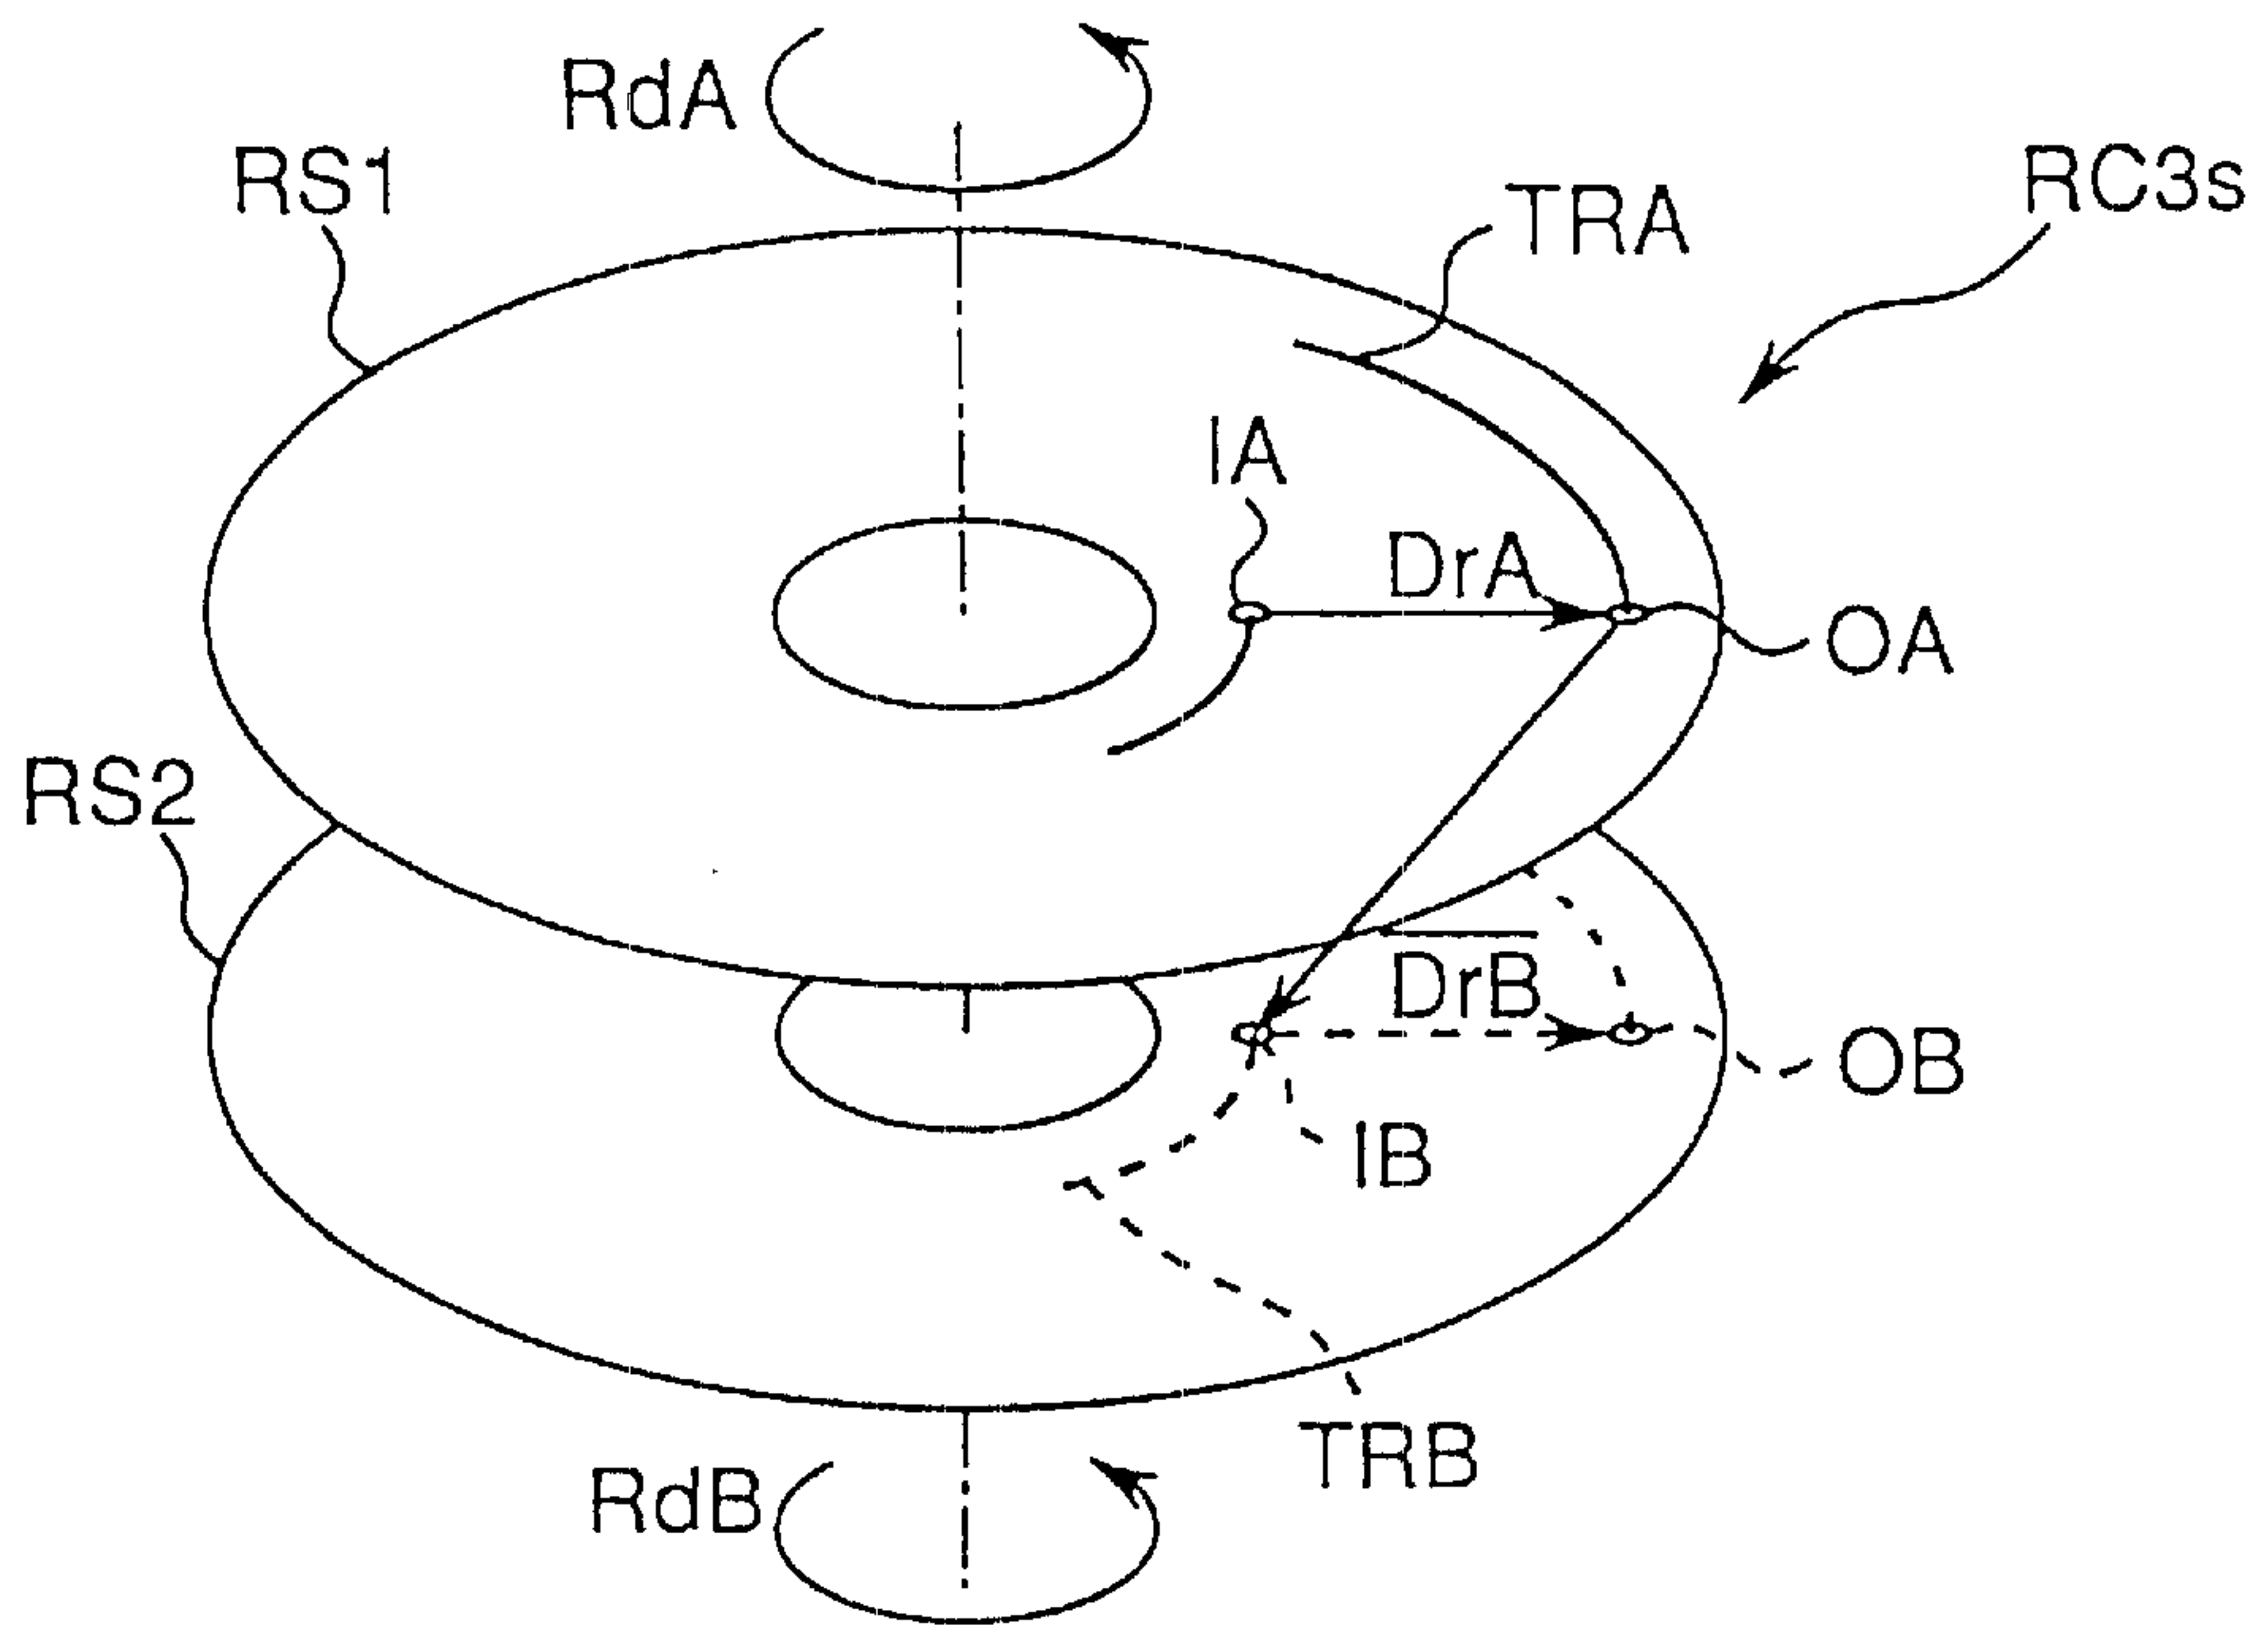 RdA
RS1
RC3s
TRA
IA
DrA
OA
RS2
DrB
OB
IB
TRB
RdB